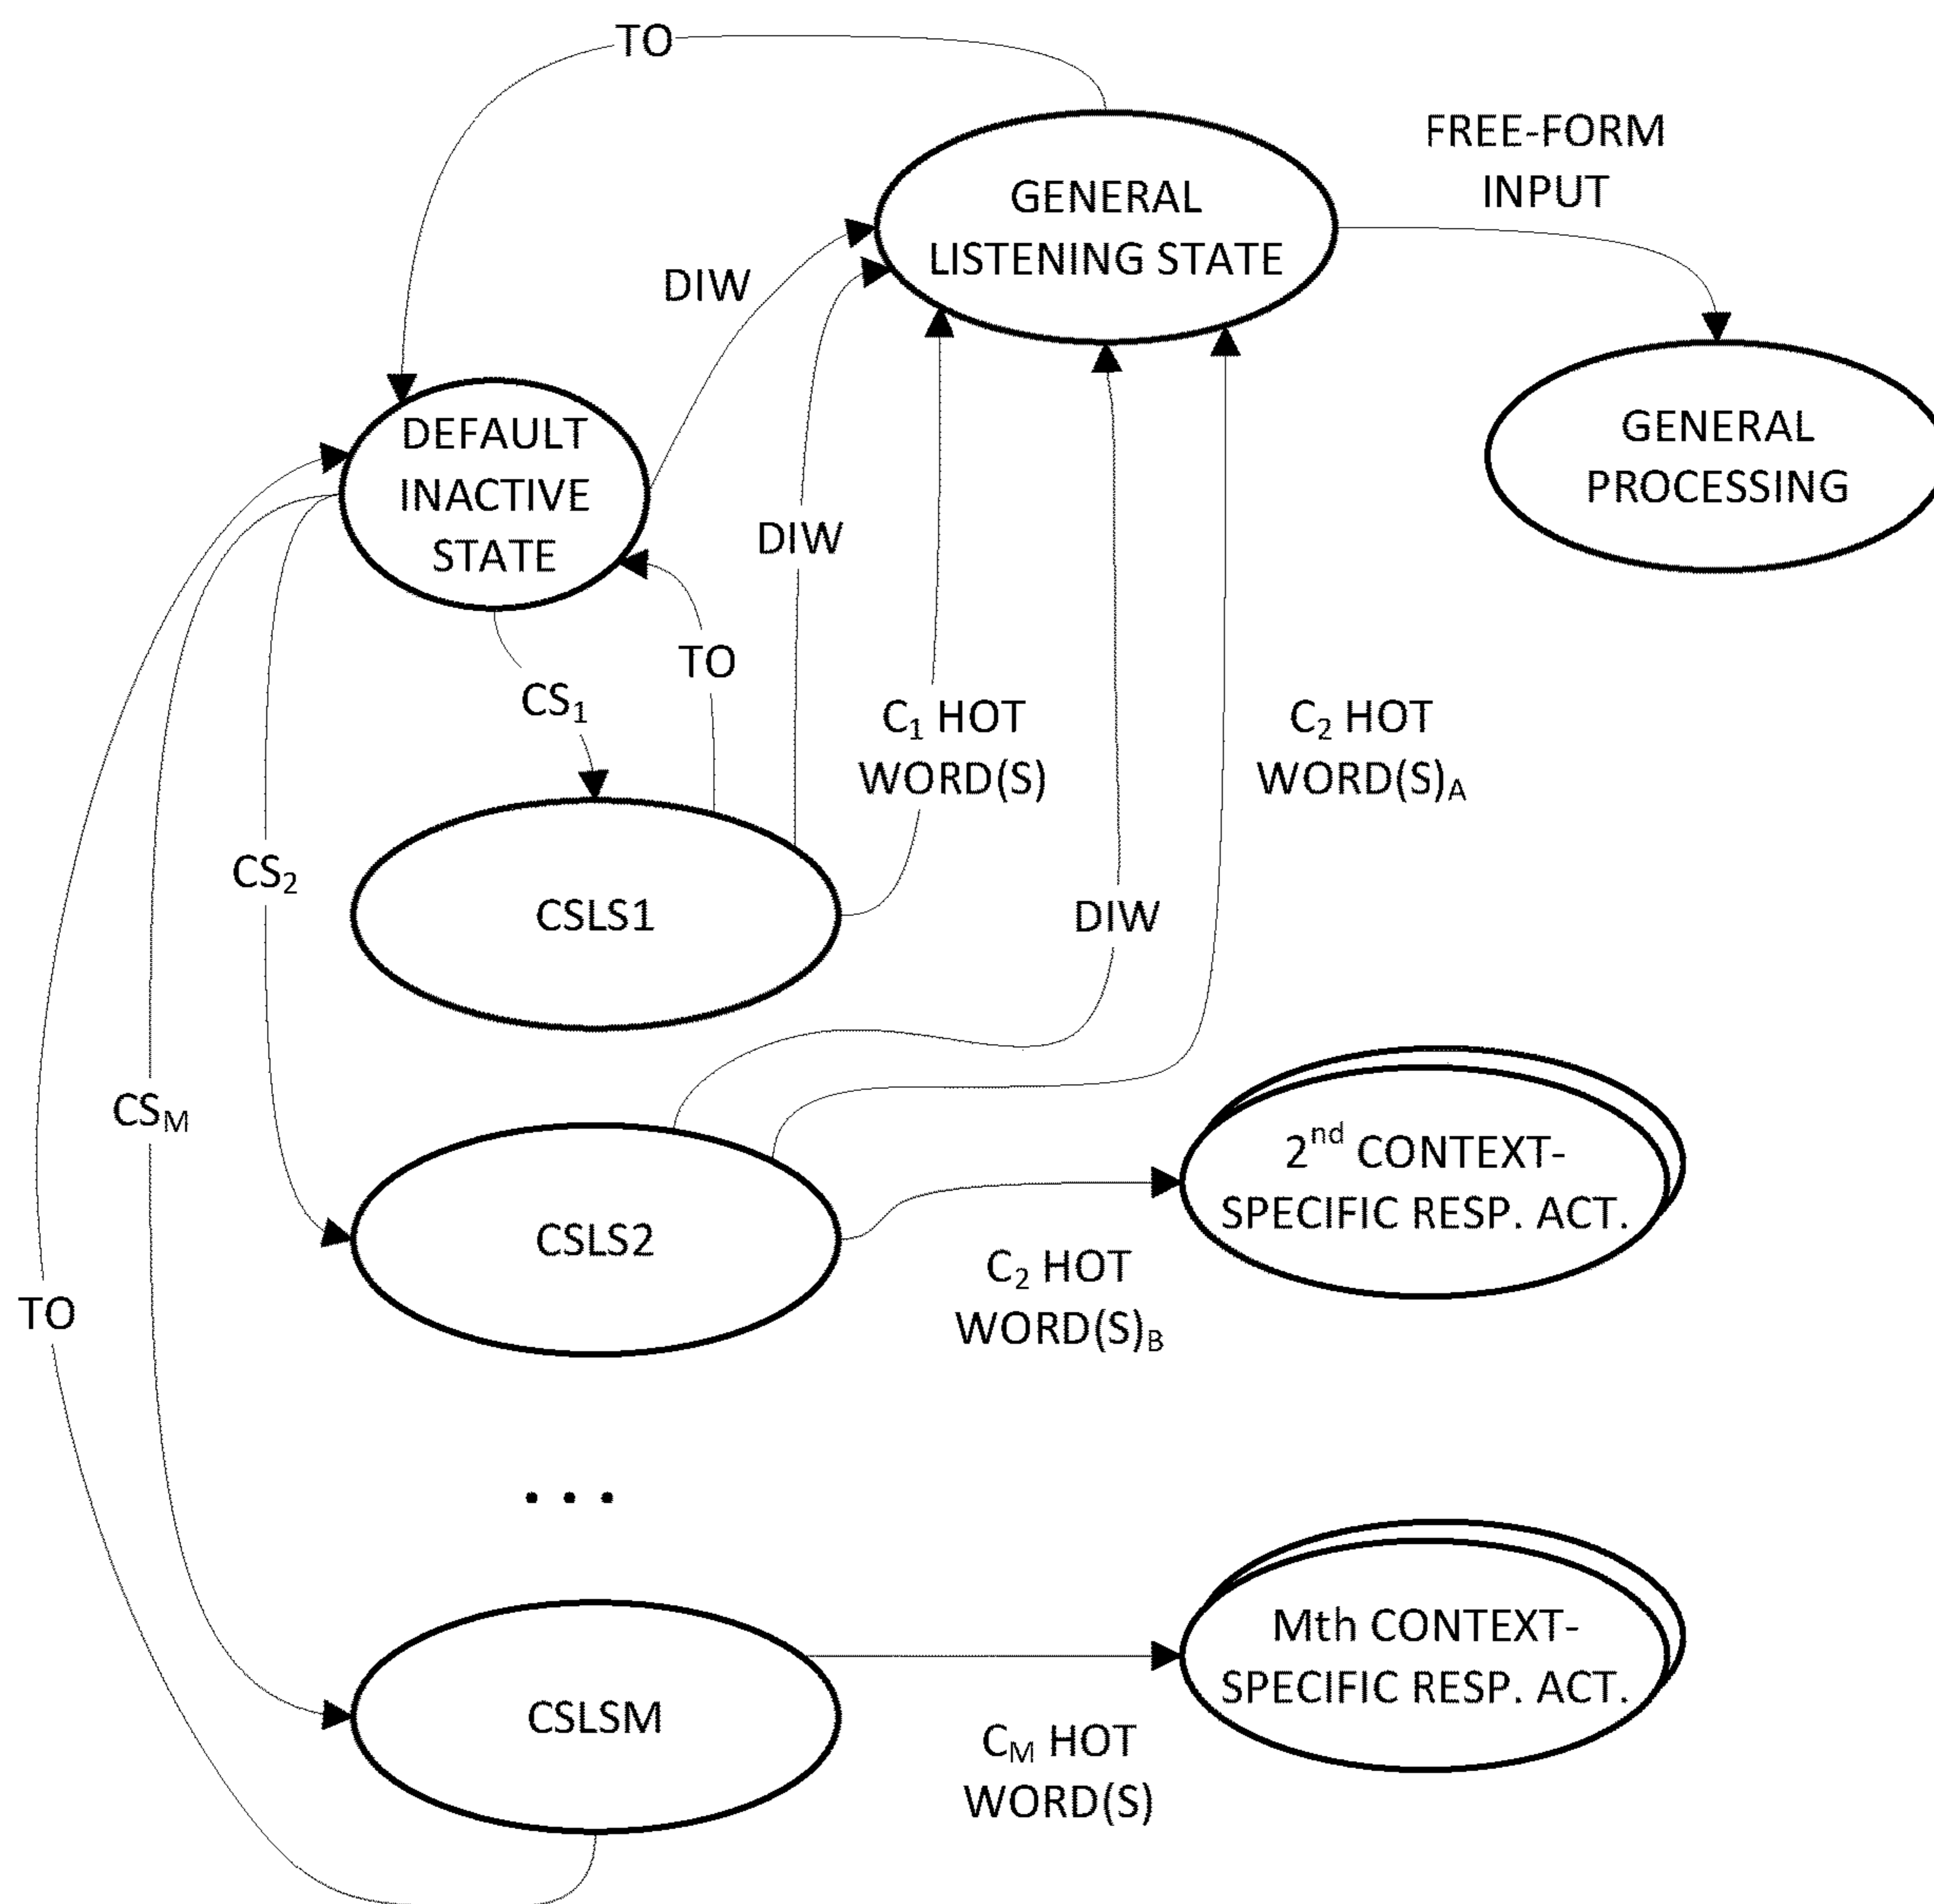 TO
FREE-FORM
INPUT
GENERAL
LISTENING STATE
DIW
DEFAULT
INACTIVE
STATE
GENERAL
PROCESSING
DIW
TO
CS₁
C₁ HOT
WORD(S)
C₂ HOT
WORD(S)A
CS₂
CSLS1
DIW
CSM
2nd CONTEXT-
SPECIFIC RESP. ACT.
CSLS2
C₂ HOT
WORD(S)B
TO
...
Mth CONTEXT-
SPECIFIC RESP. ACT.
CSLSM
CM HOT
WORD(S)